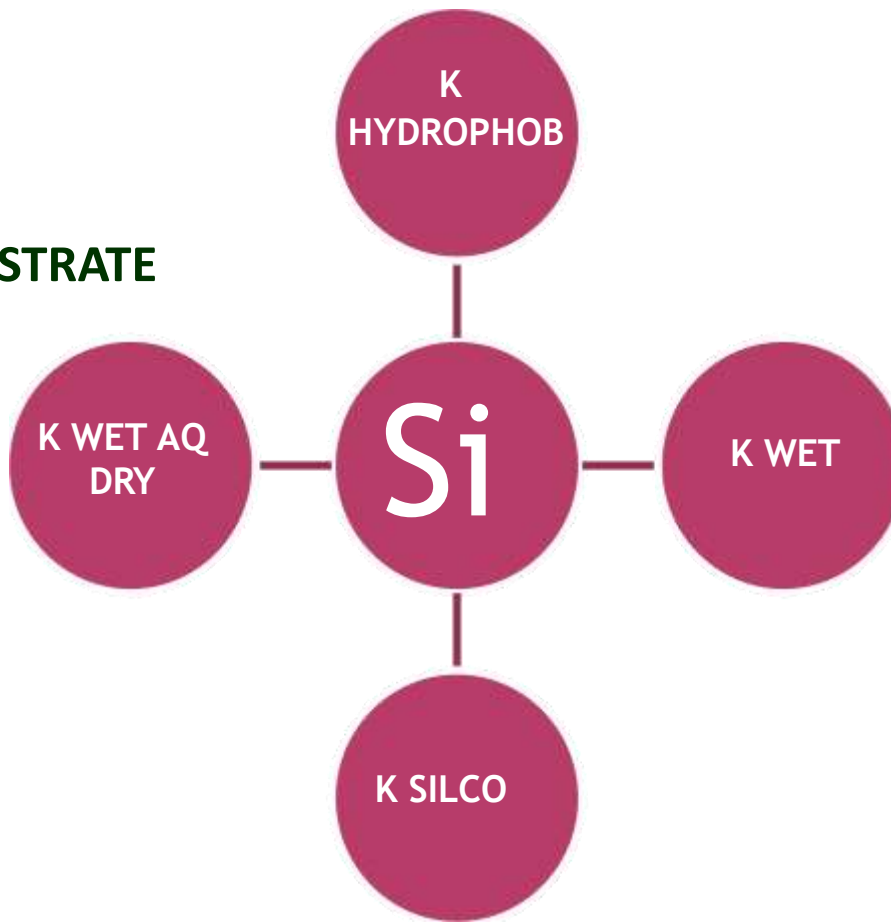 K
HYDROPHOB
STRATE
K WET AQ
DRY
Si
K WET
K SILCO